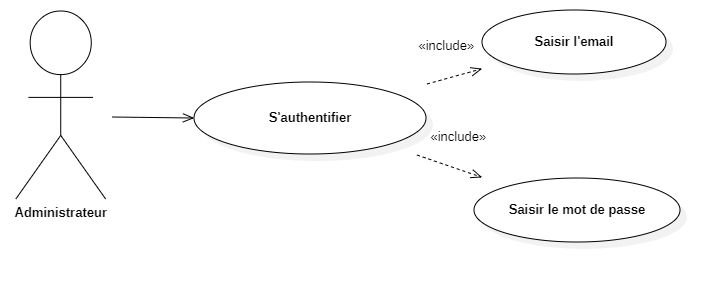 «include»
Saisir l'email
S'authentifier
«include»
Administrateur
Saisir le mot de passe